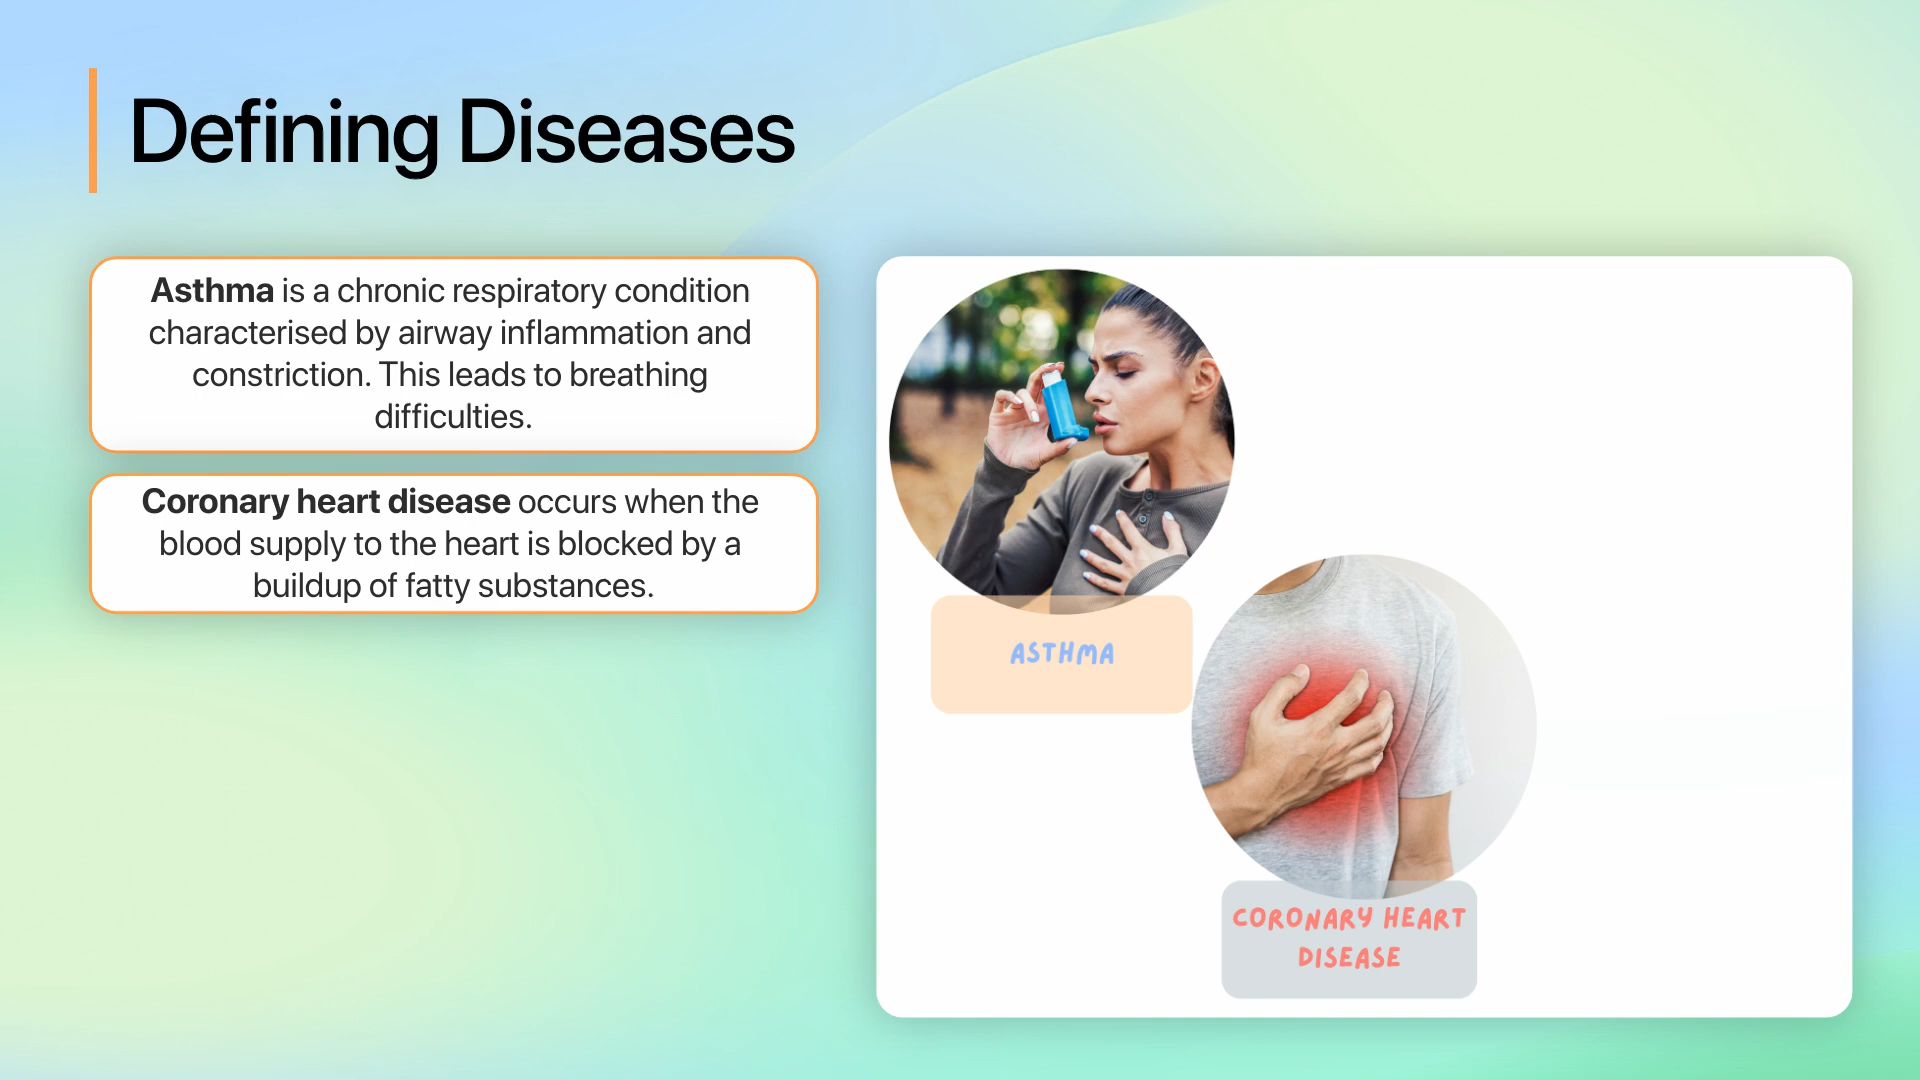 Defining Diseases
Asthma is a chronic respiratory condition
characterised by airway inflammation and
constriction. This leads to breathing
difficulties.
Coronary heart disease occurs when the
blood supply to the heart is blocked by a
buildup of fatty substances.
ASTHMA
CORONARY HEART
DISEASE